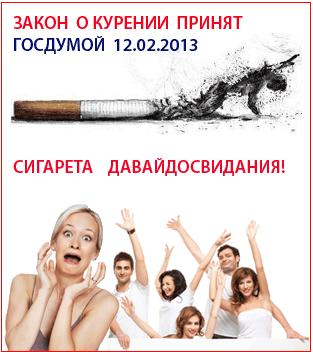 ЗАКОН О КУРЕНИИ ПРИНЯТ
ГОСДУМОЙ 12.02.2013
СИГАРЕТА ДАВАЙДОСВИДАНИЯ!